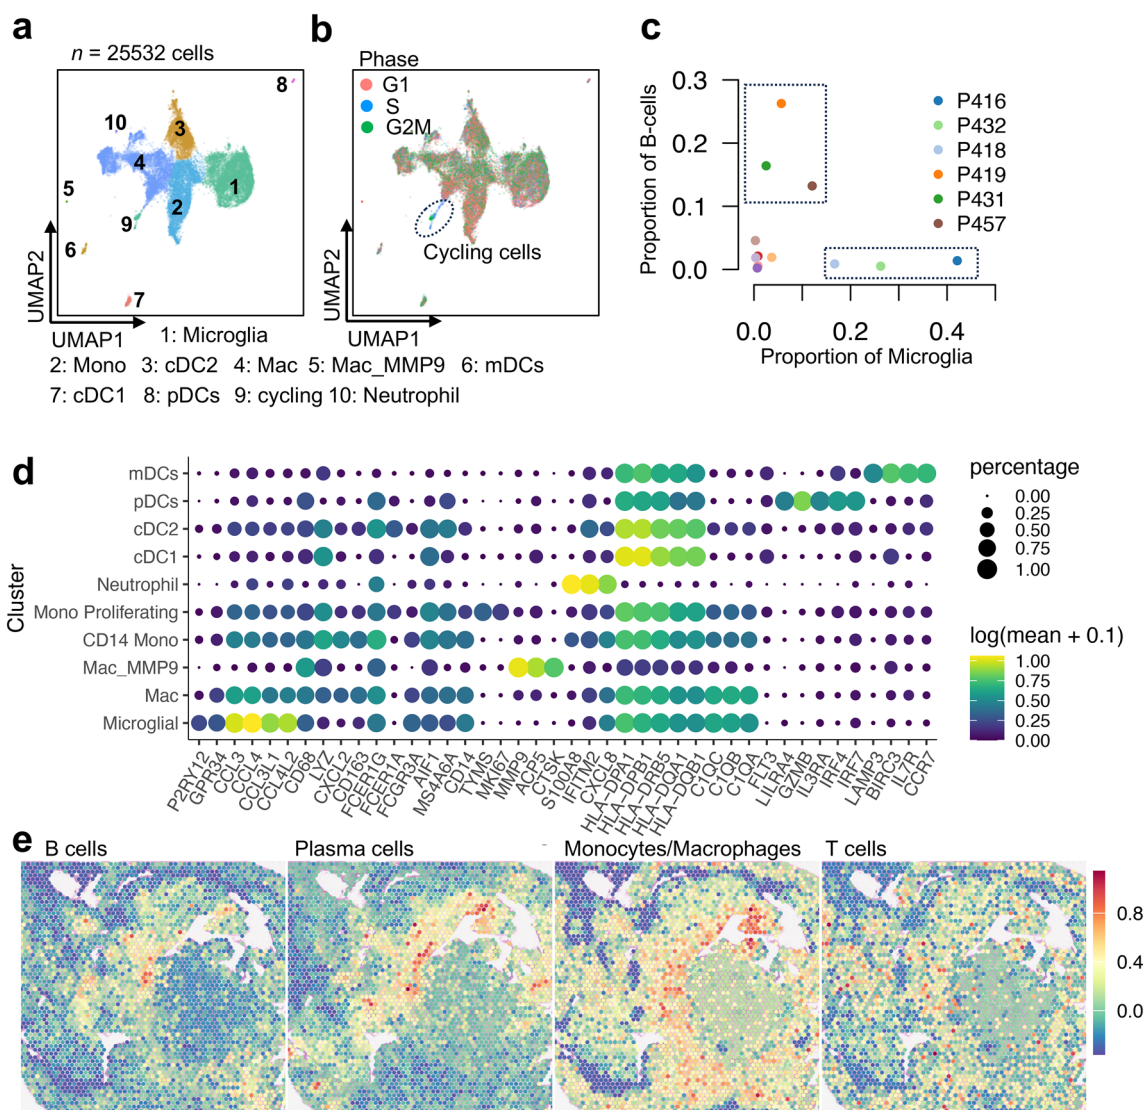 a
n = 25532 cells
8
10
3
4
1
5
2
9
6
7
UMAP2
UMAP1
1: Microglia
2: Mono 3: cDC2 4: Mac 5: Mac_MMP9 6: mDCs
7: cDC1 8: pDCs 9: cycling 10: Neutrophil
b
Phase
G1
S
G2M
Cycling cells
UMAP2
UMAP1
c
Proportion of B-cells
0.3
0.2
0.1
0.0
0.0 0.2 0.4
Proportion of Microglia
P416
P432
P418
P419
P431
P457
d
Cluster
mDCs
pDCs
cDC2
cDC1
Neutrophil
Mono Proliferating
CD14 Mono
Mac_MMP9
Mac
Microglial
P2RY12
GPR34
CCL3
CCL4
CCL3L1
CCL4L2
CD68
LYZ
CXCL2
CD163
FCER1G
FCER1A
FCGR3A
AIF1
MS4A6A
CD14
TYMS
MKI67
MMP9
ACP5
CTSK
S100A8
IFITM2
CXCL8
HLA-DPA1
HLA-DPB1
HLA-DRB5
HLA-DQA1
HLA-DQB1
C1QC
C1QB
C1QA
FLT3
LILRA4
GZMB
IL3RA
IRF4
IRF7
LAMP3
BIRC3
IL7R
CCR7
percentage
0.00
0.25
0.50
0.75
1.00
log(mean + 0.1)
1.00
0.75
0.50
0.25
0.00
e
B cells
Plasma cells
Monocytes/Macrophages
T cells
0.8
0.4
0.0